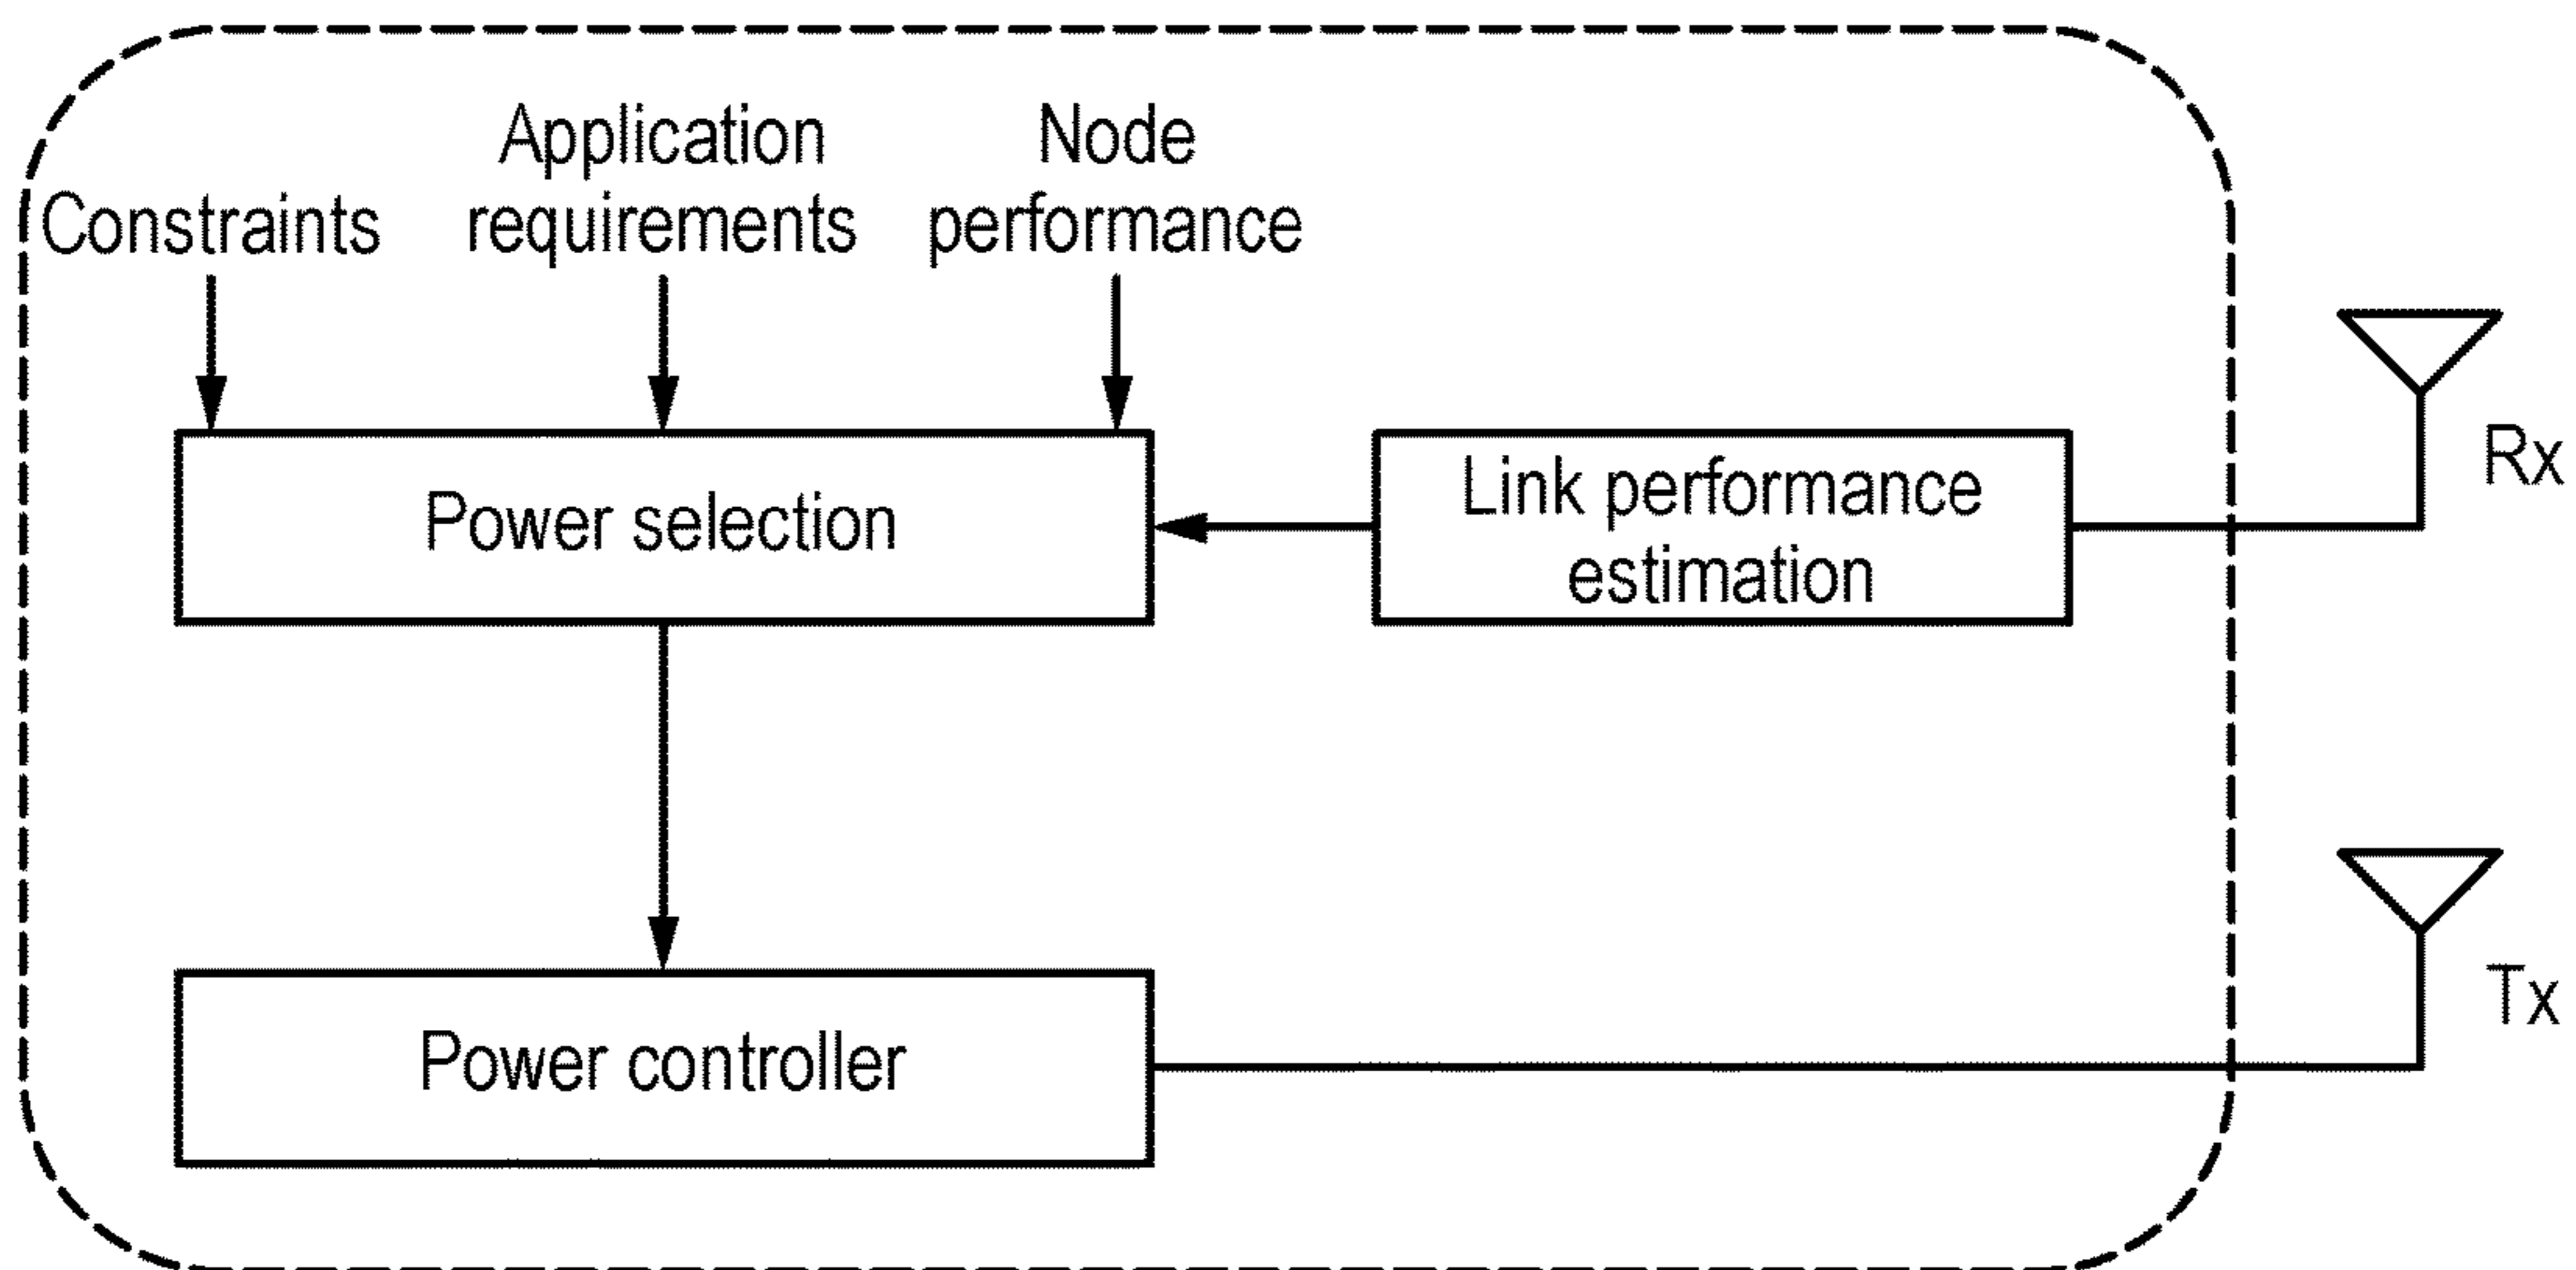 Constraints
Application
requirements
Node
performance
Power selection
Link performance
estimation
Rx
Power controller
Tx